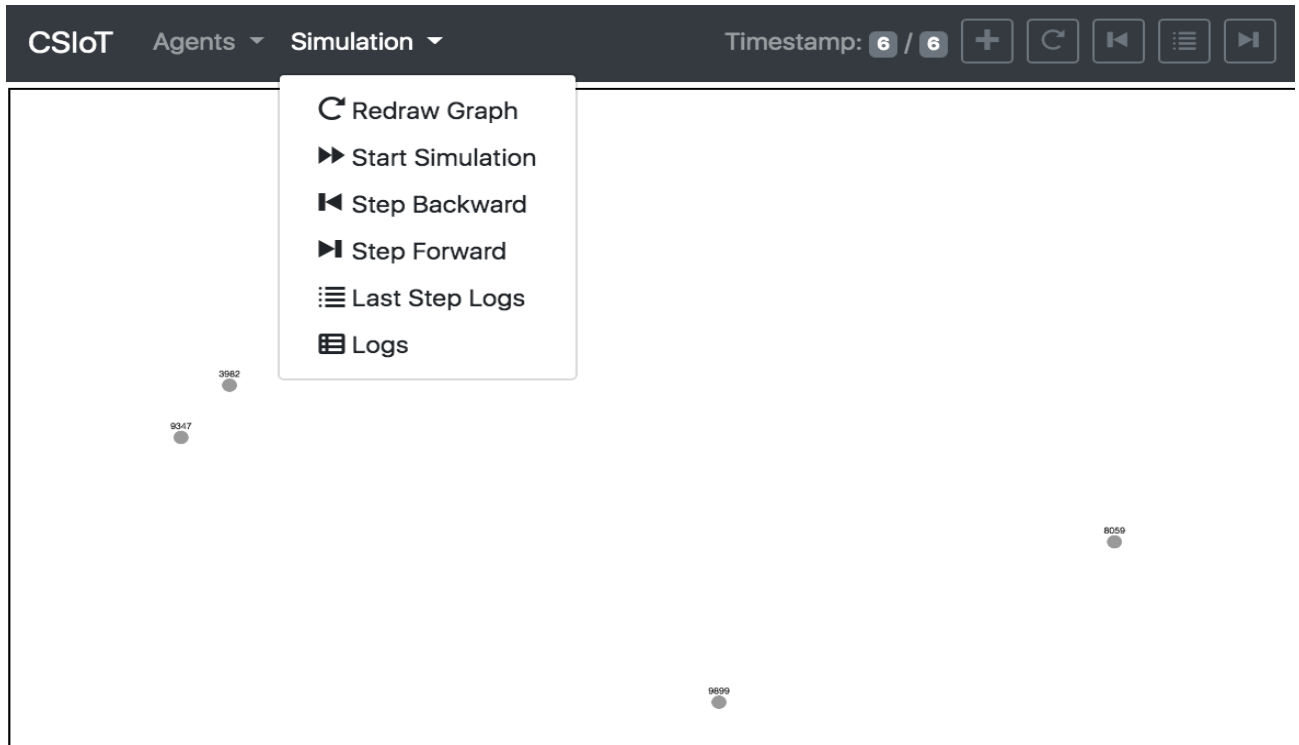 CSIoT Agents Simulation Timestamp: 6 / 6
Redraw Graph
Start Simulation
Step Backward
Step Forward
Last Step Logs
Logs
3982
9347
8059
9899